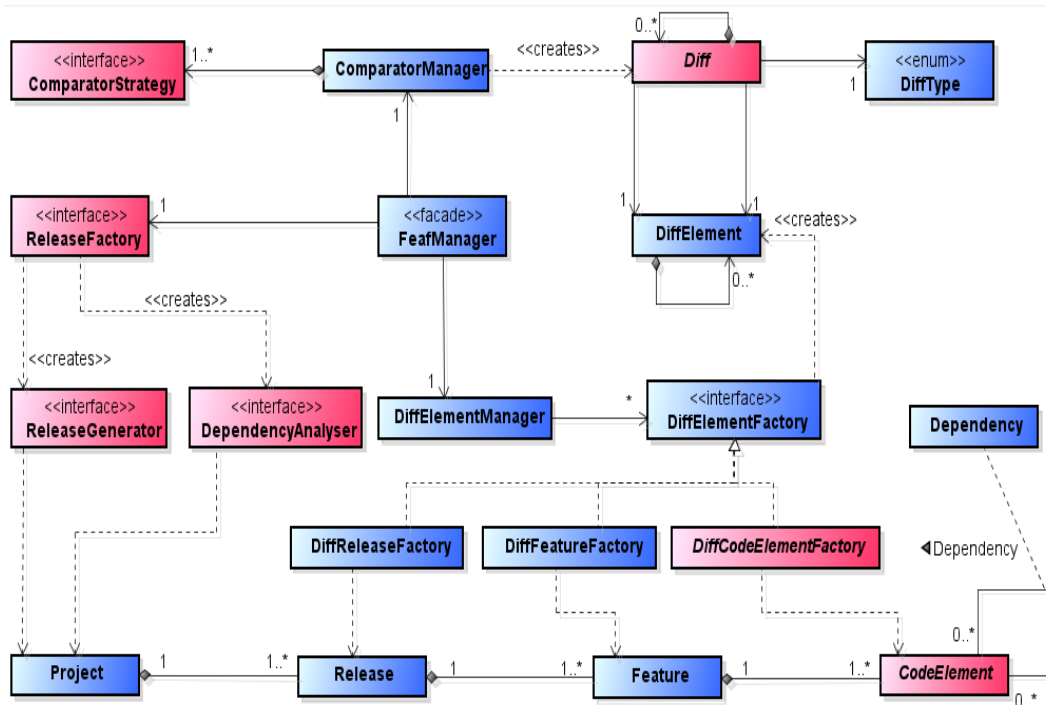 0..*
<<interface>>
ComparatorStrategy
1..*
ComparatorManager
<<creates>>
Diff
1
<<enum>>
DiffType
1
<<interface>>
ReleaseFactory
1
<<facade>>
FeafManager
1
1
<<creates>>
DiffElement
0..*
<<creates>>
<<creates>>
1
<<interface>>
ReleaseGenerator
<<interface>>
DependencyAnalyser
DiffElementManager
*
<<interface>>
DiffElementFactory
Dependency
DiffReleaseFactory
DiffFeatureFactory
DiffCodeElementFactory
Dependency
0..*
Project
1
1..*
Release
1
1..*
Feature
1
1..*
CodeElement
0..*